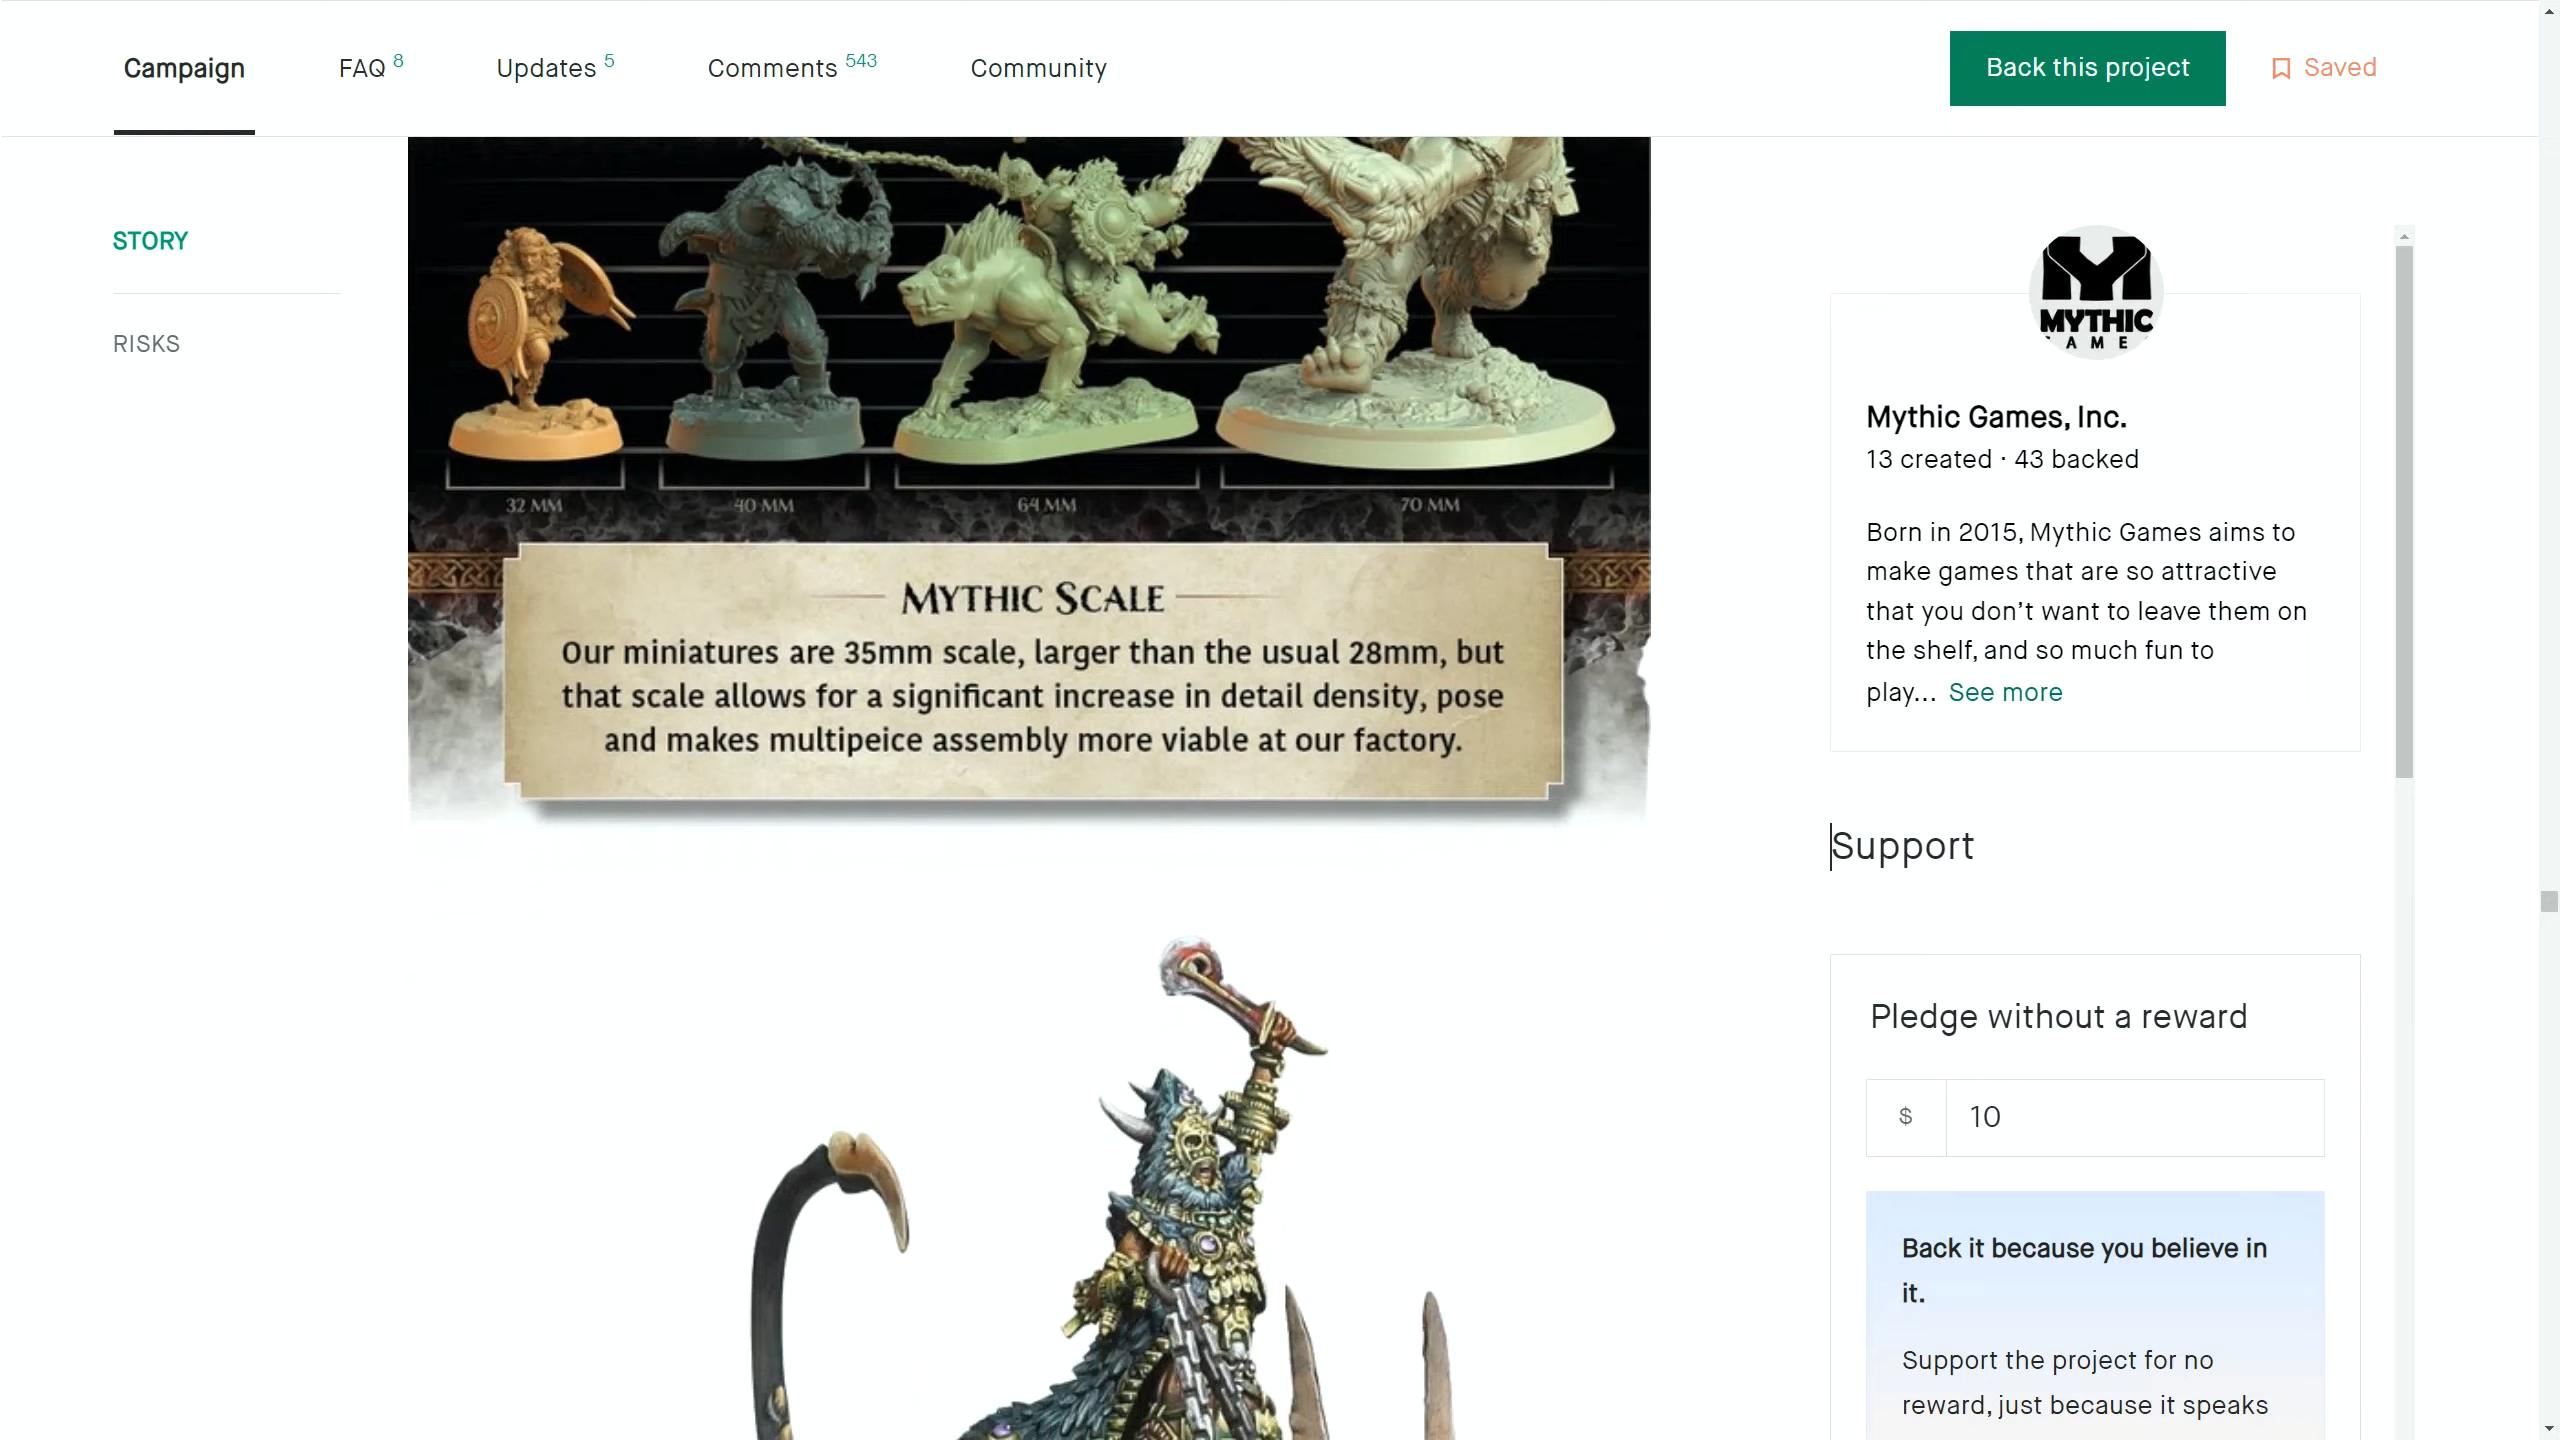 Campaign
FAQ 8
Updates 5
Comments 543
Community
Back this project
Saved
STORY
RISKS
32 MM
40 MM
64 MM
70 MM
MYTHIC SCALE
Our miniatures are 35mm scale, larger than the usual 28mm, but
that scale allows for a significant increase in detail density, pose
and makes multipeice assembly more viable at our factory.
MYTHIC
AME
Mythic Games, Inc.
13 created · 43 backed
Born in 2015, Mythic Games aims to
make games that are so attractive
that you don’t want to leave them on
the shelf, and so much fun to
play... See more
Support
Pledge without a reward
$ 10
Back it because you believe in
it.
Support the project for no
reward, just because it speaks